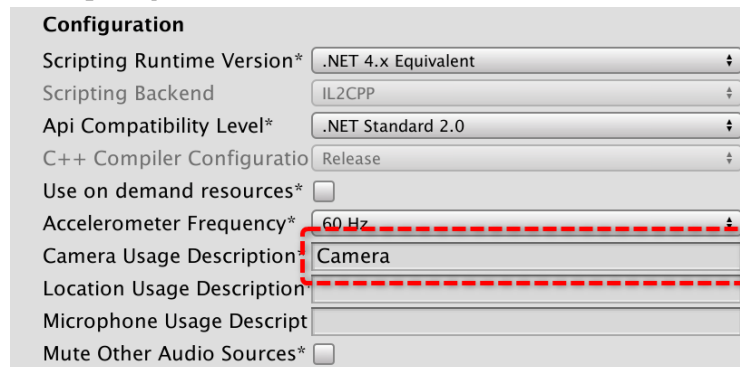 Configuration
Scripting Runtime Version* .NET 4.x Equivalent
Scripting Backend IL2CPP
Api Compatibility Level* .NET Standard 2.0
C++ Compiler Configuratio Release
Use on demand resources*
Accelerometer Frequency* 60 Hz
Camera Usage Description* Camera
Location Usage Description*
Microphone Usage Descript
Mute Other Audio Sources*